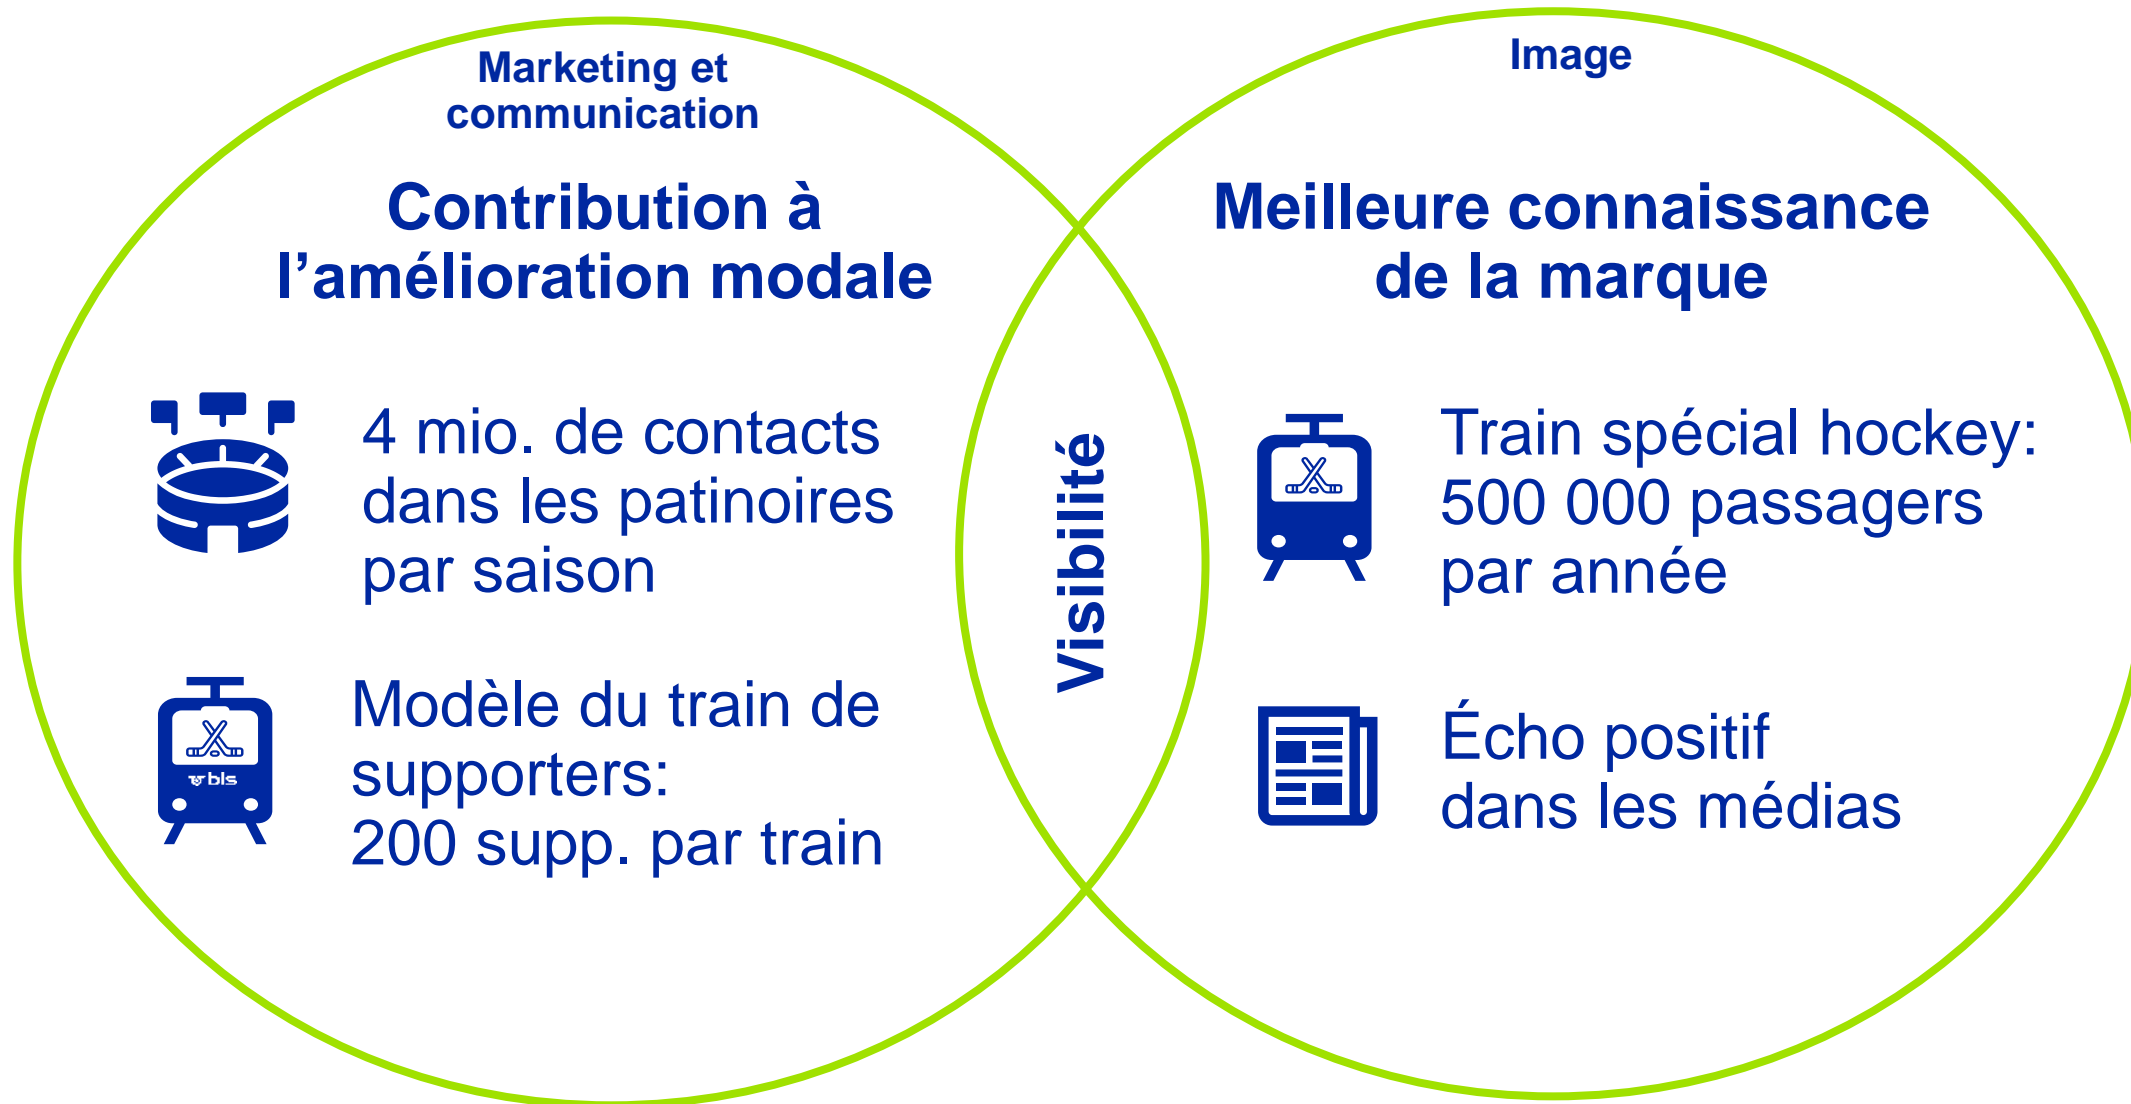 Marketing et
communication
Contribution à
l’amélioration modale
4 mio. de contacts
dans les patinoires
par saison
bls
Modèle du train de
supporters:
200 supp. par train
Visibilité
Image
Meilleure connaissance
de la marque
Train spécial hockey:
500 000 passagers
par année
Écho positif
dans les médias